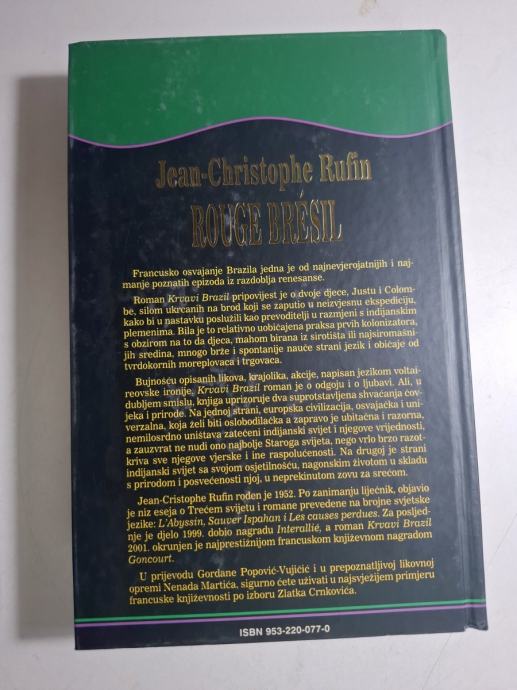 Jean-Christophe Rufin
ROUGE BRÉSIL
Francusko osvajanje Brazila jedna je od najnevjerojatnijih i naj-
manje poznatih epizoda iz razdoblja renesanse.
Roman Krvavi Brazil pripovijest je o dvoje djece, Justu i Colom-
be, silom ukrcanih na brod koji se zaputio u neizvjesnu ekspediciju,
kako bi u nastavku poslužili kao prevoditelji u razmjeni s indijanskim
plemenima. Bila je to relativno uobičajena praksa prvih kolonizatora,
s obzirom na to da djeca, mahom birana iz sirotišta ili najsiromašni-
jih sredina, mnogo brže i spontanije nauče strani jezik i običaje od
tvrdokornih moreplovaca i trgovaca.
Bujnošću opisanih likova, krajolika, akcije, napisan jezikom voltai-
reovske ironije, Krvavi Brazil roman je o odgoju i o ljubavi. Ali, u
dubljem smislu, knjiga uprizoruje dva suprotstavljena shvaćanja čov-
jeka i prirode. Na jednoj strani, europska civilizacija, osvajačka i uni-
verzalna, koja želi biti oslobodilačka a zapravo je ubitačna i razorna,
nemilosrdno uništava zatečeni indijanski svijet i njegove vrijednosti,
a zauzvrat ne nudi ono najbolje Staroga svijeta, nego vrlo brzo razot-
kriva sve njegove vjerske i ine raspolućenosti. Na drugoj je strani
indijanski svijet sa svojom osjetilnošću, nagonskim životom u skladu
s prirodom i posvećenosti njoj, u neprekinutom zovu za srećom.
Jean-Cristophe Rufin rođen je 1952. Po zanimanju liječnik, objavio
je niz eseja o Trećem svijetu i romane prevedene na brojne svjetske
jezike: L'Abyssin, Sauver Ispahan i Les causes perdues. Za posljed-
nje je djelo 1999. dobio nagradu Interallié, a roman Krvavi Brazil
2001. okrunjen je najprestižnijom francuskom književnom nagradom
Goncourt.
U prijevodu Gordane Popović-Vujičić i u prepoznatljivoj likovnoj
opremi Nenada Martića, sigurno ćete uživati u najsvježijem primjeru
francuske književnosti po izboru Zlatka Crnkovića.
ISBN 953-220-077-0